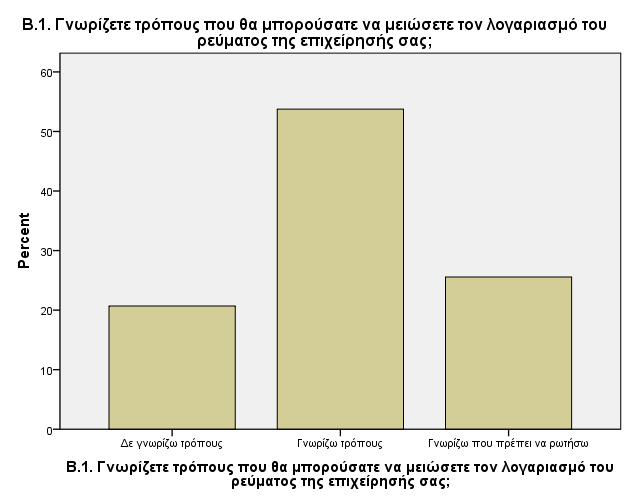 Β.1. Γνωρίζετε τρόπους που θα μπορούσατε να μειώσετε τον λογαριασμό του
ρεύματος της επιχείρησής σας;
60
50
40
30
20
10
0
Percent
Δε γνωρίζω τρόπους
Γνωρίζω τρόπους
Γνωρίζω που πρέπει να ρωτήσω
Β.1. Γνωρίζετε τρόπους που θα μπορούσατε να μειώσετε τον λογαριασμό του
ρεύματος της επιχείρησής σας;